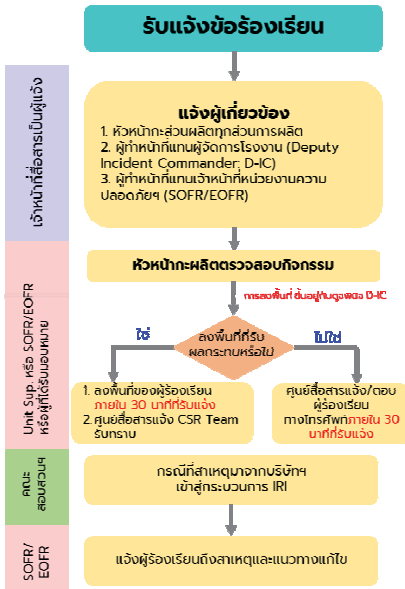 รับแจ้งข้อร้องเรียน
เจ้าหน้าที่สื่อสารเป็นผู้แจ้ง
แจ้งผู้เกี่ยวข้อง
1. หัวหน้ากะส่วนผลิตทุกส่วนการผลิต
2. ผู้ทำหน้าที่แทนผู้จัดการโรงงาน (Deputy
Incident Commander: D-IC)
3. ผู้ทำหน้าที่แทนเจ้าหน้าที่หน่วยงานความ
ปลอดภัยฯ (SOFR/EOFR)
Unit Sup. หรือ SOFR/EOFR
หรือผู้ที่ได้รับมอบหมาย
หัวหน้ากะผลิตตรวจสอบกิจกรรม
การลงพื้นที่ ขึ้นอยู่กับดุลพินิจ D-IC
ลงพื้นที่ที่รับ
ผลกระทบหรือไม่
ใช่
ไม่ใช่
1. ลงพื้นที่ของผู้ร้องเรียน
ภายใน 30 นาทีที่รับแจ้ง
2. ศูนย์สื่อสารแจ้ง CSR Team
รับทราบ
ศูนย์สื่อสารแจ้ง/ตอบ
ผู้ร้องเรียน
ทางโทรศัพท์ภายใน 30
นาทีที่รับแจ้ง
คณะ
สอบสวนฯ
กรณีที่สาเหตุมาจากบริษัทฯ
เข้าสู่กระบวนการ IRI
SOFR/
EOFR
แจ้งผู้ร้องเรียนถึงสาเหตุและแนวทางแก้ไข